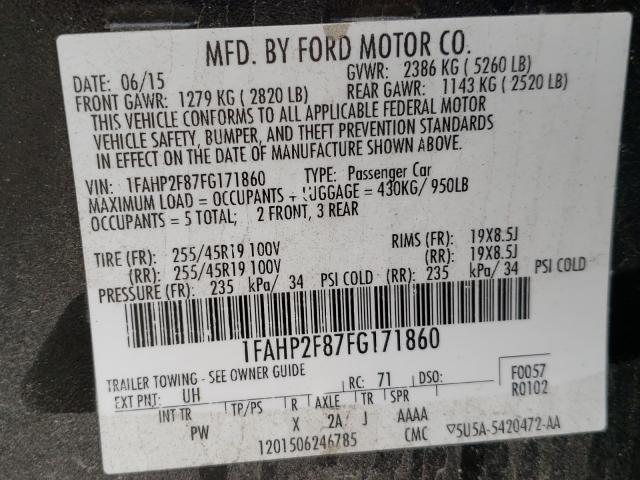 MFD. BY FORD MOTOR CO.
DATE: 06/15 GVWR: 2386 KG ( 5260 LB)
FRONT GAWR: 1279 KG ( 2820 LB) REAR GAWR: 1143 KG ( 2520 LB)
THIS VEHICLE CONFORMS TO ALL APPLICABLE FEDERAL MOTOR
VEHICLE SAFETY, BUMPER, AND THEFT PREVENTION STANDARDS
IN EFFECT ON THE DATE OF MANUFACTURE SHOWN ABOVE.
VIN: 1FAHP2F87FG171860 TYPE: Passenger Car
MAXIMUM LOAD = OCCUPANTS + LUGGAGE = 430KG/ 950LB
OCCUPANTS = 5 TOTAL; 2 FRONT, 3 REAR
TIRE (FR): 255/45R19 100V RIMS (FR): 19X8.5J
(RR): 255/45R19 100V (RR): 19X8.5J
PRESSURE (FR): 235 kPa/ 34 PSI COLD (RR): 235 kPa/ 34 PSI COLD
1FAHP2F87FG171860
TRAILER TOWING - SEE OWNER GUIDE
EXT PNT: UH RC: 71 DSO: F0057
R0102
INT TR TP/PS R AXLE TR SPR
PW X 2A J AAAA
1201506246785 CMC ▽5U5A-5420472-AA